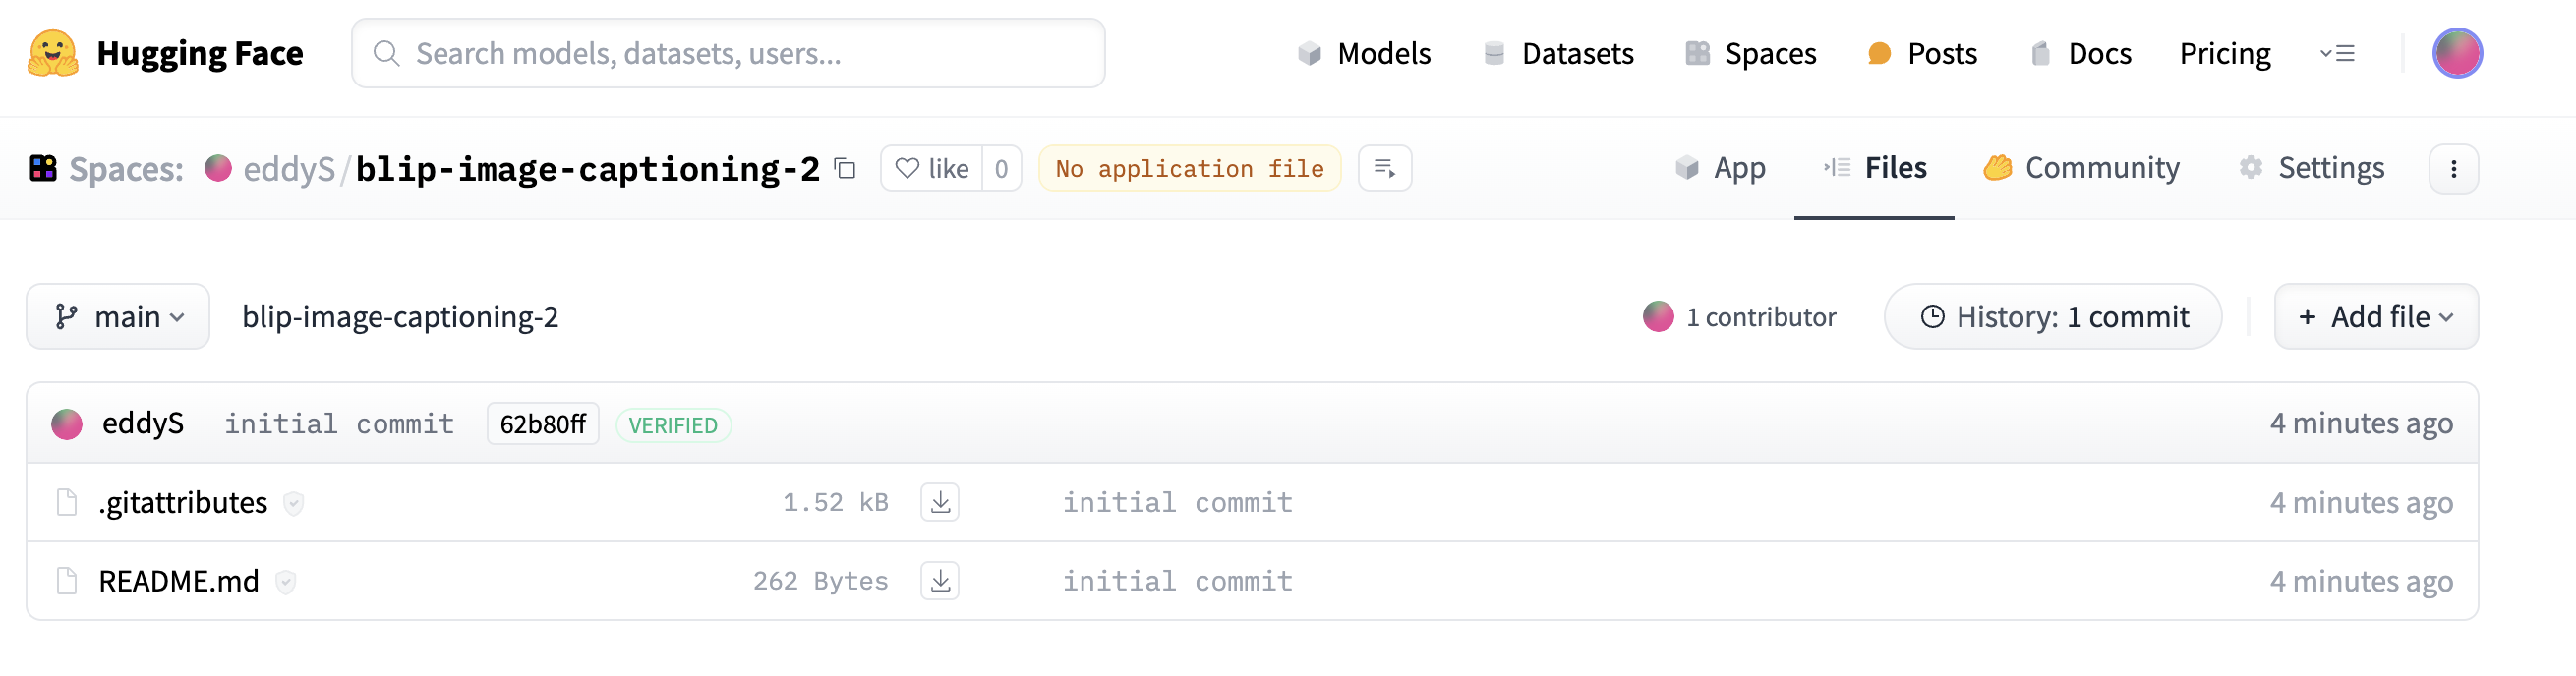 Hugging Face Search models, datasets, users... Models Datasets Spaces Posts Docs Pricing
Spaces: eddyS/blip-image-captioning-2 like 0 No application file App Files Community Settings
main blip-image-captioning-2 1 contributor History: 1 commit + Add file
eddyS initial commit 62b80ff VERIFIED 4 minutes ago
.gitattributes 1.52 kB initial commit 4 minutes ago
README.md 262 Bytes initial commit 4 minutes ago